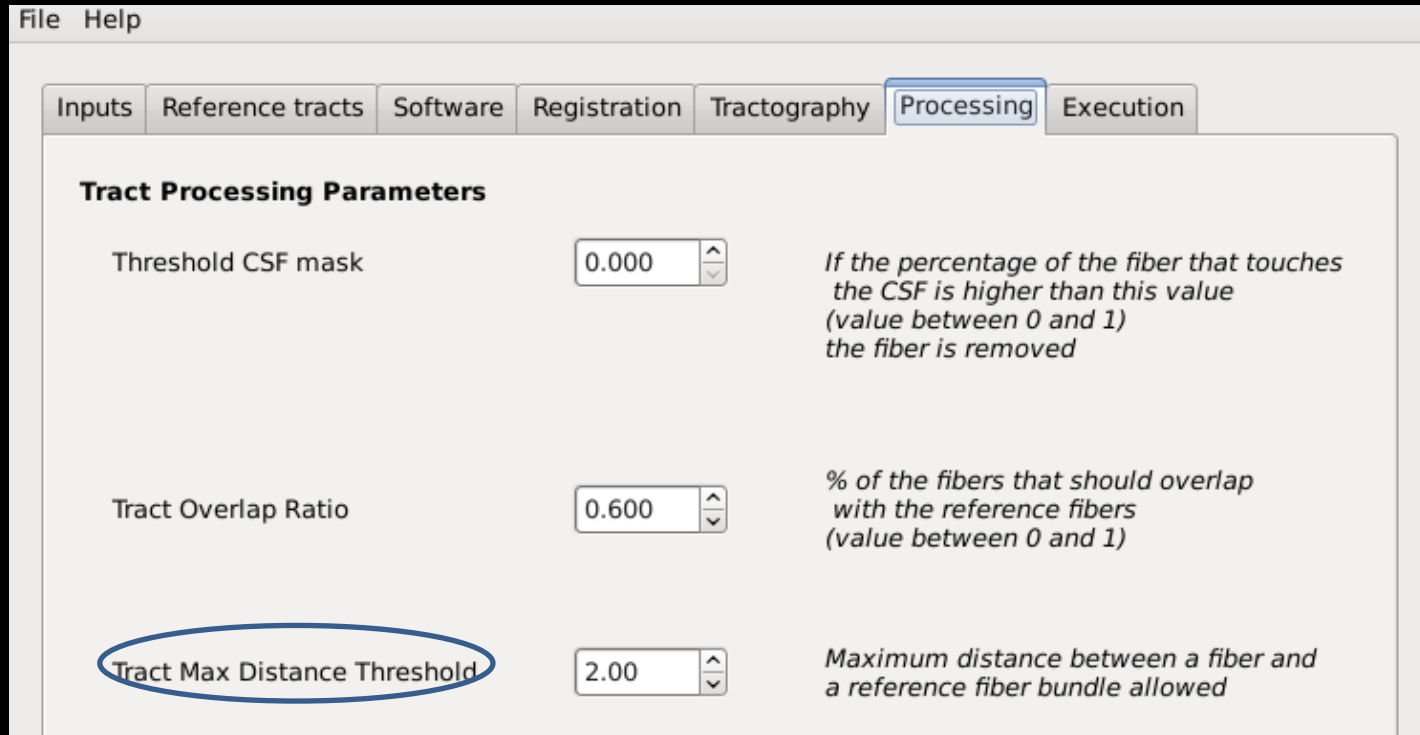 File Help
Inputs Reference tracts Software Registration Tractography Processing Execution
Tract Processing Parameters
Threshold CSF mask 0.000 If the percentage of the fiber that touches
the CSF is higher than this value
(value between 0 and 1)
the fiber is removed
% of the fibers that should overlap
Tract Overlap Ratio 0.600 with the reference fibers
(value between 0 and 1)
Tract Max Distance Threshold 2.00 Maximum distance between a fiber and
a reference fiber bundle allowed